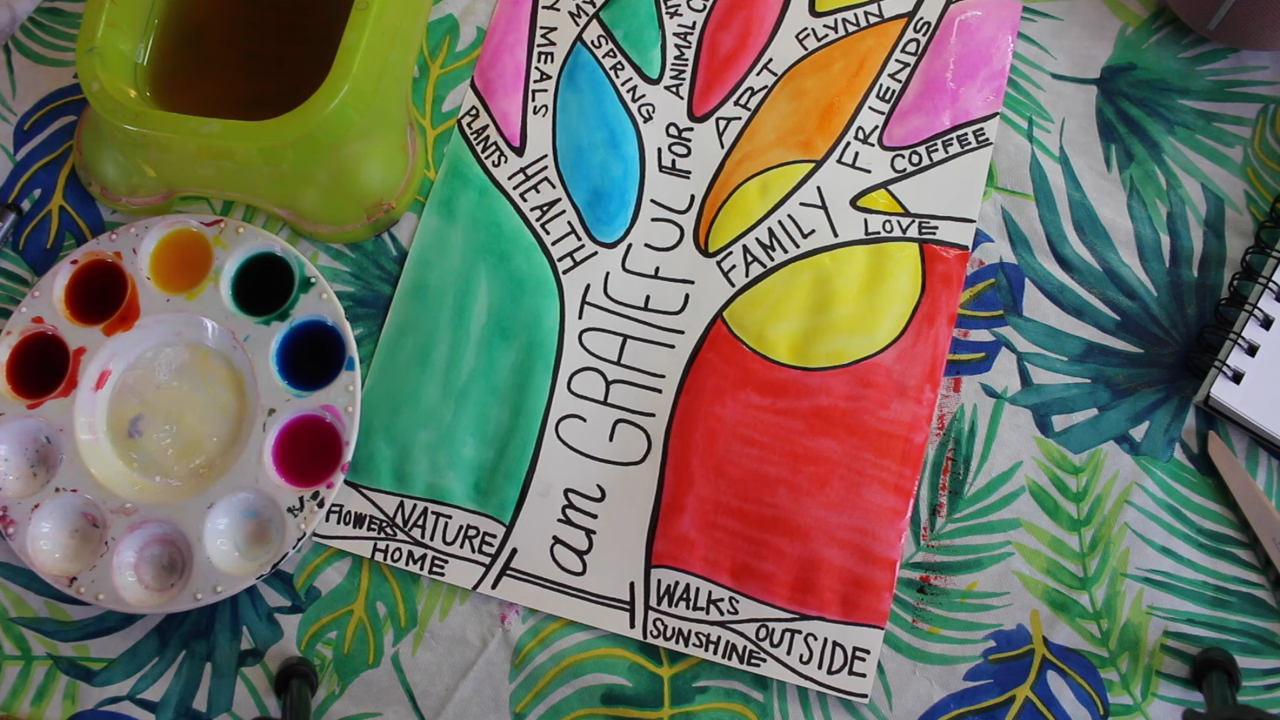 MEALS
MY
SPRING
ANIMAL
ART
FLYNN
FRIENDS
COFFEE
PLANTS
HEALTH
FAMILY
LOVE
I am GRATEFUL FOR
FLOWERS
NATURE
HOME
WALKS
SUNSHINE
OUTSIDE